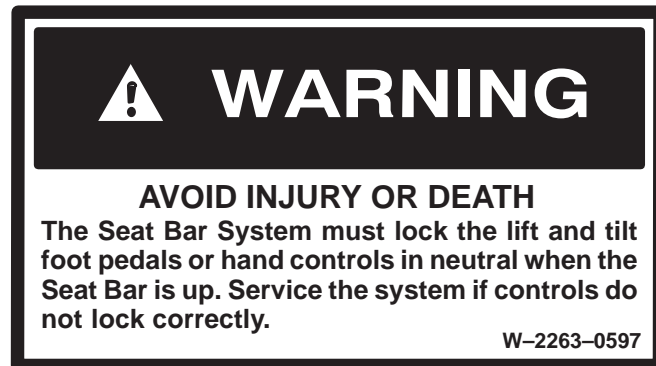 WARNING
AVOID INJURY OR DEATH
The Seat Bar System must lock the lift and tilt
foot pedals or hand controls in neutral when the
Seat Bar is up. Service the system if controls do
not lock correctly.
W–2263–0597